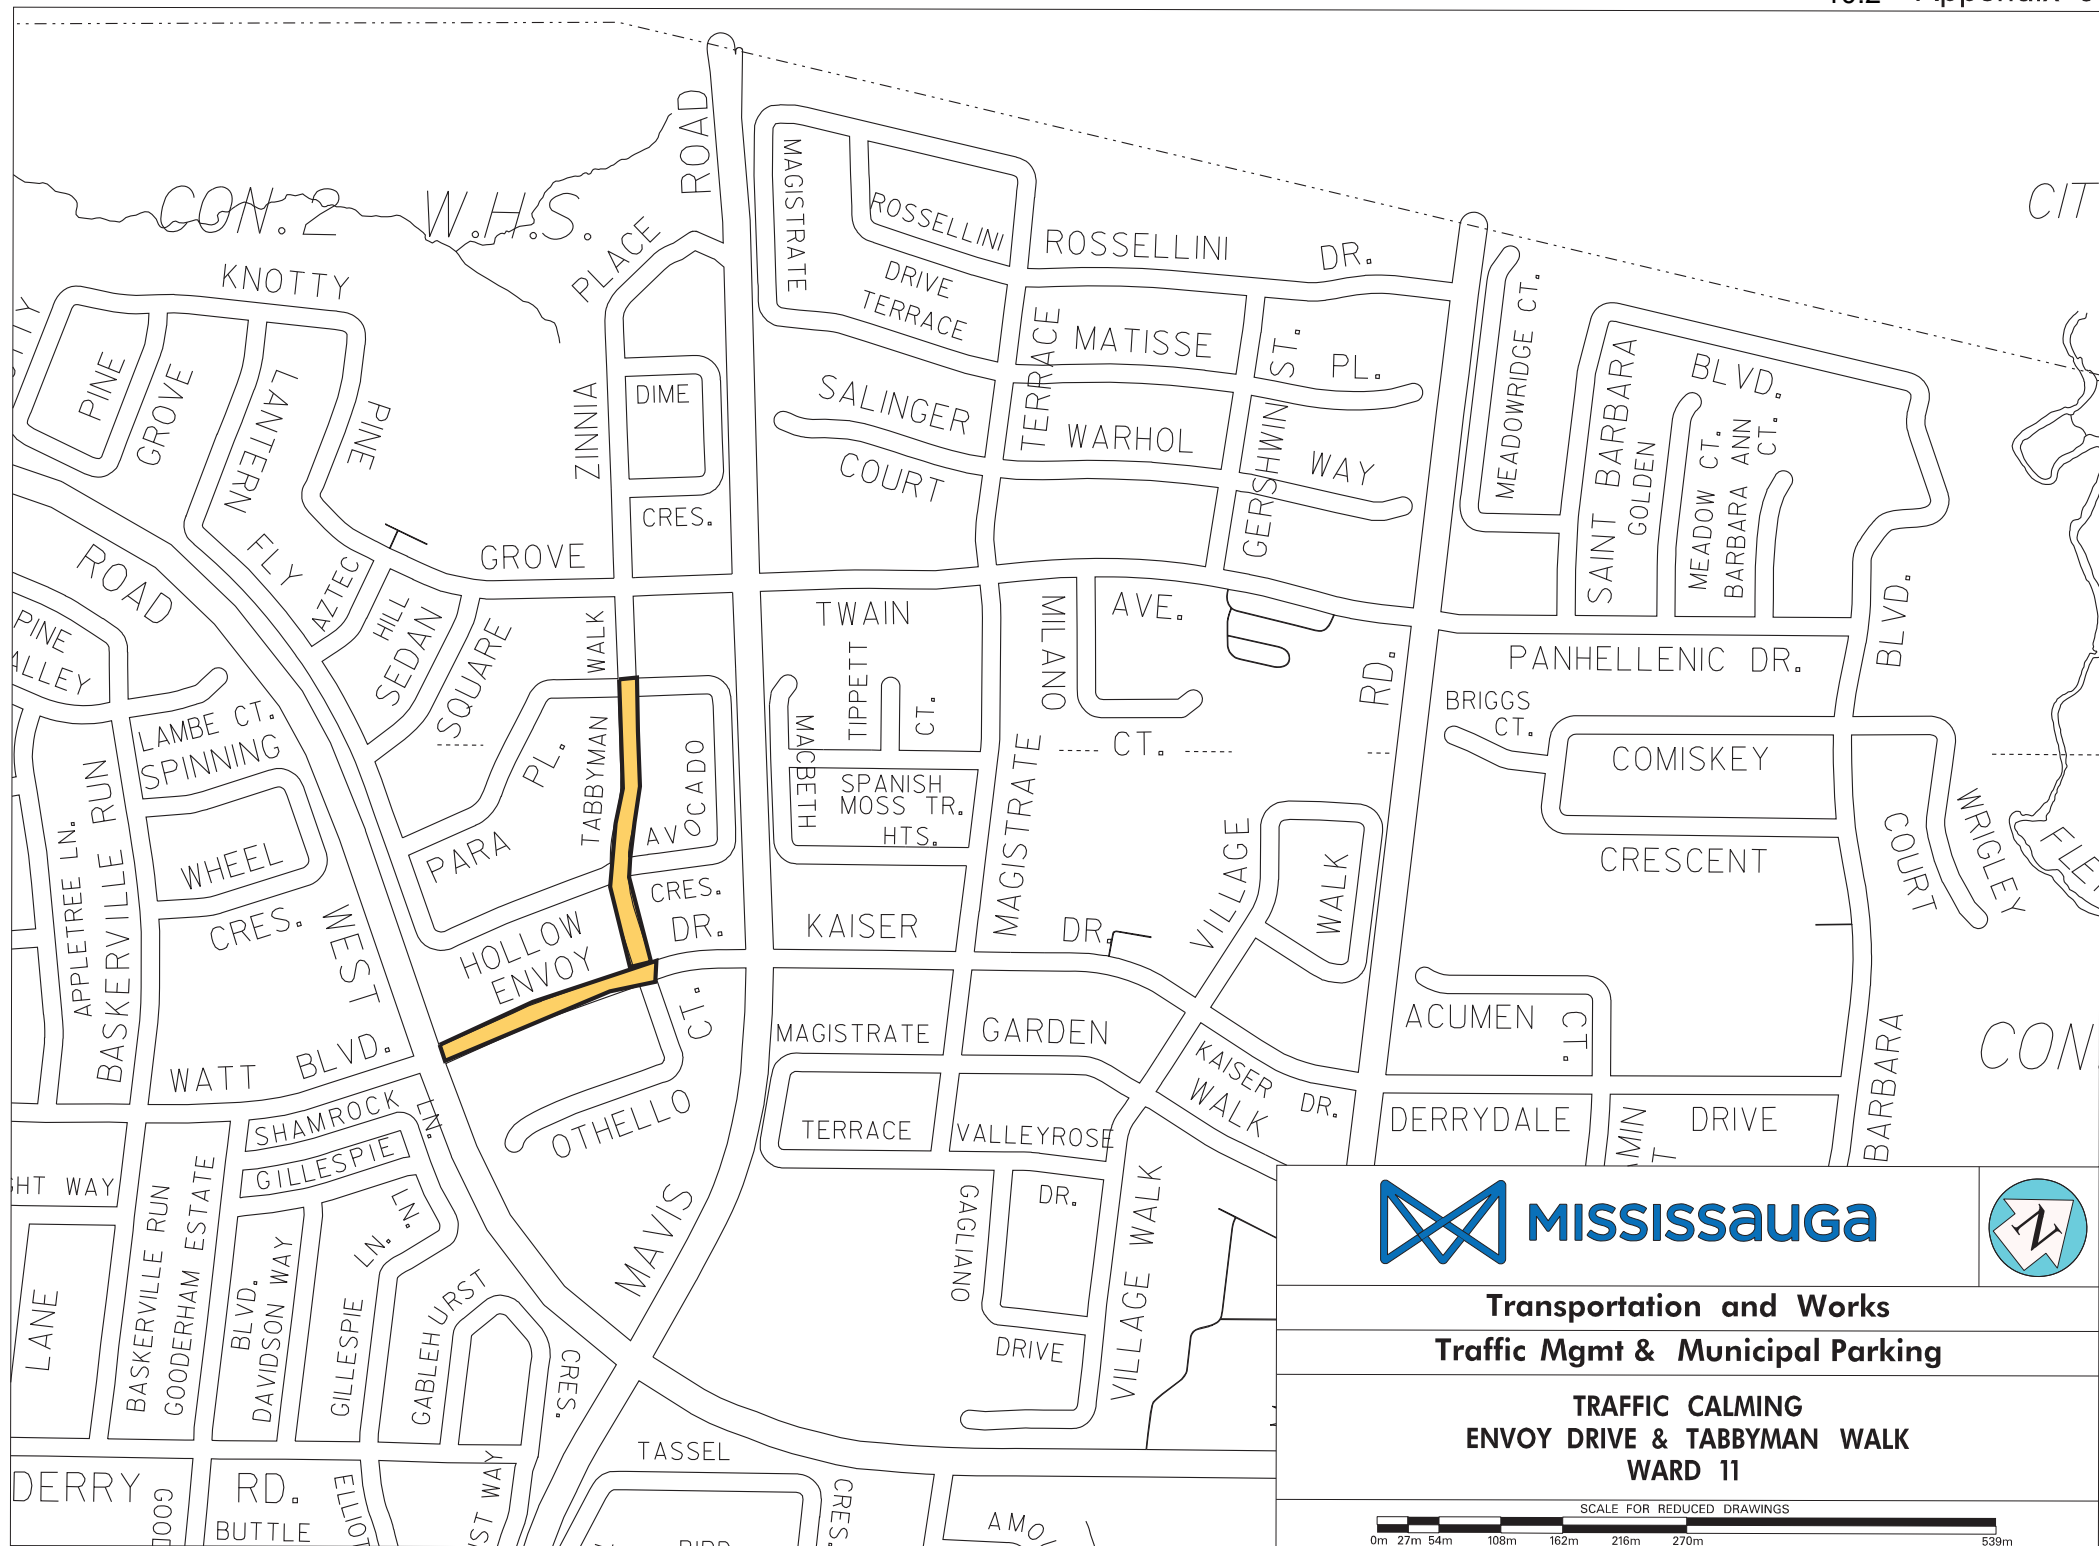 CON. 2 W.H.S.
ROAD
PLACE
KNOTTY
PINE
GROVE
LANTERN
FLY
PINE
ZINNIA
DIME
CRES.
GROVE
MAGISTRATE
ROSSELLINI
ROSSELLINI DR.
DRIVE
TERRACE
TERRACE
MATISSE
ST.
PL.
SALINGER
COURT
WARHOL
WAY
GERSHWIN
MEADOWRIDGE CT.
SAINT BARBARA
BLVD.
GOLDEN
MEADOW CT.
BARBARA ANN
CT.
CIT
ROAD
AZTEC
HILL
SEDAN
SQUARE
WALK
TWAIN
AVE.
TIPPETT
CT.
MILANO
CT.
RD.
PANHELLENIC DR.
BLVD.
BRIGGS
CT.
COMISKEY
CRESCENT
COURT
WRIGLEY
PINE
LAMBE CT.
SPINNING
WHEEL
CRES.
APPLETREE LN.
BASKERVILLE RUN
WEST
PARA
PL.
TABBYMAN
AVOCADO
CRES.
DR.
HOLLOW
ENVOY
MACBETH
SPANISH
MOSS TR.
HTS.
KAISER
DR.
MAGISTRATE
VILLAGE
WALK
MAGISTRATE
TERRACE
GARDEN
VALLEYROSE
DR.
KAISER
DR.
WALK
ACUMEN
CT.
DERRYDALE
DRIVE
BARBARA
CON.
WATT
BLVD.
SHAMROCK
LN.
GILLESPIE
LN.
CT.
OTHELLO
MAVIS
GAGLIANO
DRIVE
VILLAGE WALK
HT WAY
LANE
BASKERVILLE RUN
GOODERHAM ESTATE
BLVD.
DAVIDSON WAY
GILLESPIE
LN.
GABLEHURST
CRES.
DERRY
RD.
BUTTLE
TASSEL
CRES.
MISSISSauGa
N
Transportation and Works
Traffic Mgmt & Municipal Parking
TRAFFIC CALMING
ENVOY DRIVE & TABBYMAN WALK
WARD 11
SCALE FOR REDUCED DRAWINGS
0m 27m 54m 108m 162m 216m 270m 539m